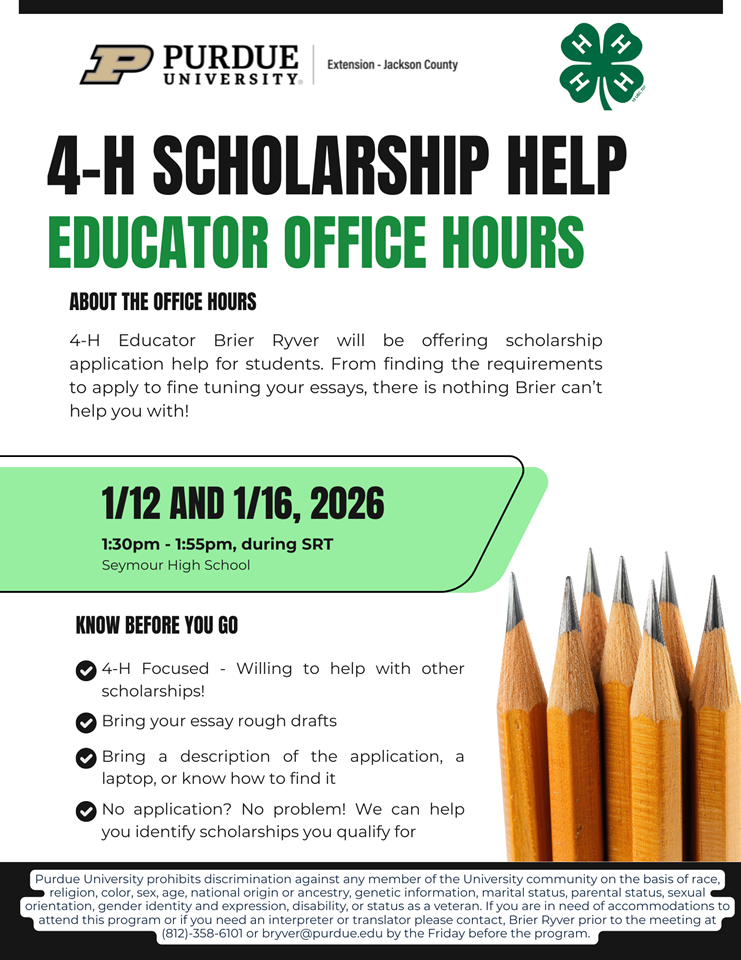 PURDUE
UNIVERSITY
Extension - Jackson County
H H
H H
4-H SCHOLARSHIP HELP
EDUCATOR OFFICE HOURS
ABOUT THE OFFICE HOURS
4-H Educator Brier Ryver will be offering scholarship
application help for students. From finding the requirements
to apply to fine tuning your essays, there is nothing Brier can't
help you with!
1/12 AND 1/16, 2026
1:30pm - 1:55pm, during SRT
Seymour High School
KNOW BEFORE YOU GO
4-H Focused - Willing to help with other
scholarships!
Bring your essay rough drafts
Bring a description of the application, a
laptop, or know how to find it
No application? No problem! We can help
you identify scholarships you qualify for
Purdue University prohibits discrimination against any member of the University community on the basis of race,
religion, color, sex, age, national origin or ancestry, genetic information, marital status, parental status, sexual
orientation, gender identity and expression, disability, or status as a veteran. If you are in need of accommodations to
attend this program or if you need an interpreter or translator please contact, Brier Ryver prior to the meeting at
(812)-358-6101 or bryver@purdue.edu by the Friday before the program.